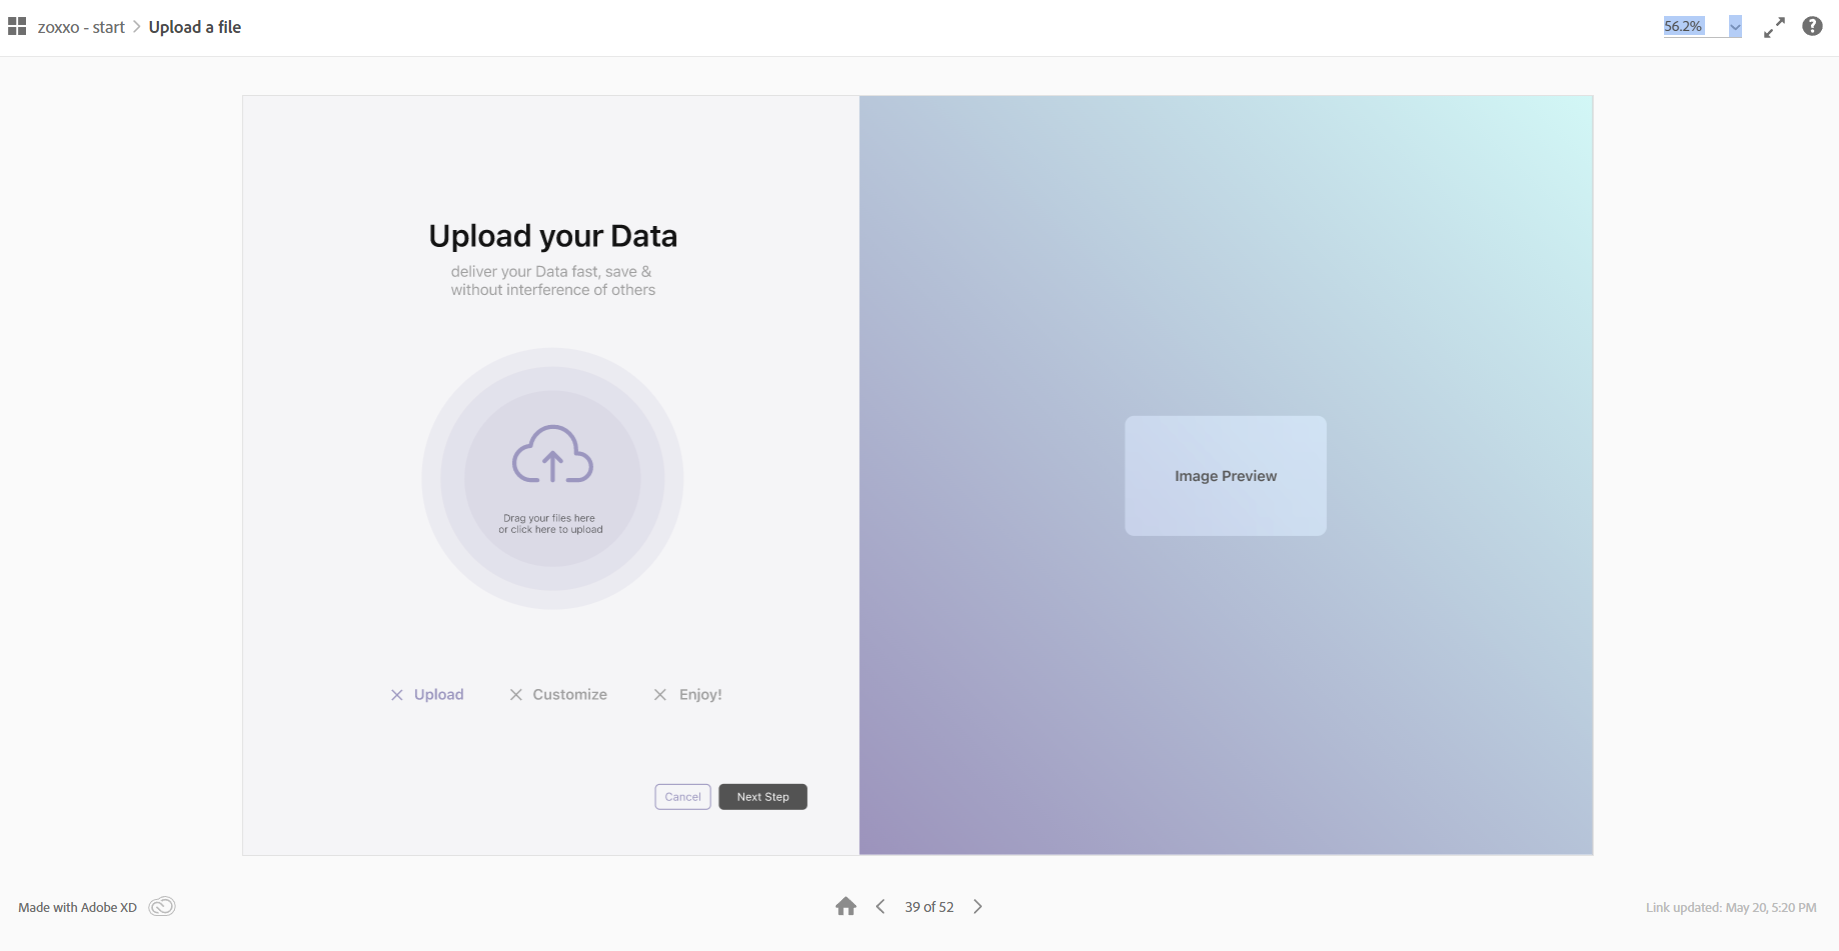 zoxxo - start > Upload a file
56.2%
Upload your Data
deliver your Data fast, save &
without interference of others
Drag your files here
or click here to upload
Image Preview
Upload
Customize
Enjoy!
Cancel
Next Step
Made with Adobe XD
39 of 52
Link updated: May 20, 5:20 PM